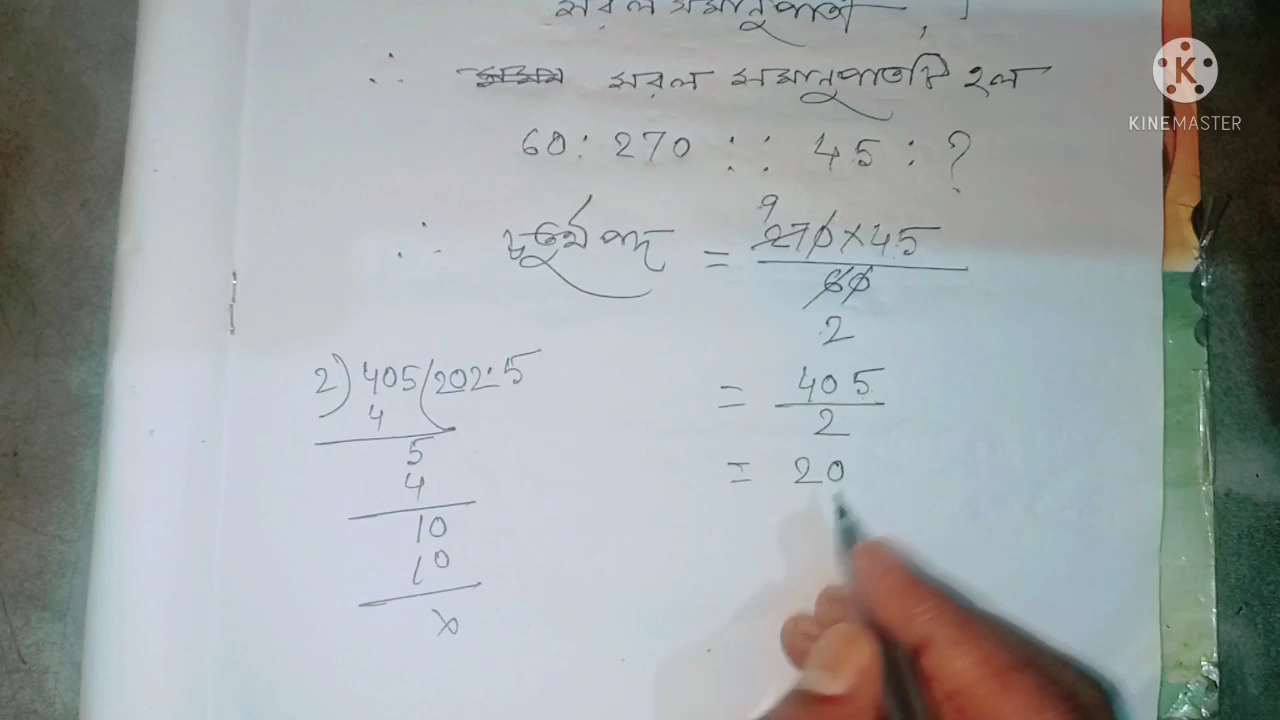 সরল সমানুপাত
∴ সরল সমানুপাতটি হল
60 : 270 :: 45 : ?
∴ চতুর্থ পদ = 270 × 45
60
9
2
= 405
2
= 20
2) 405 ( 202.5
4
5
4
10
10
x
K
KINEMASTER